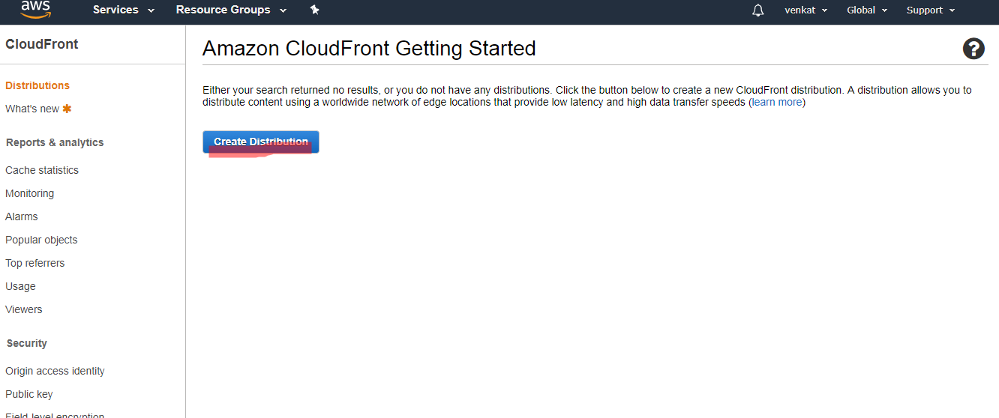 aws
Services
Resource Groups
venkat
Global
Support
CloudFront
Distributions
What's new
Reports & analytics
Cache statistics
Monitoring
Alarms
Popular objects
Top referrers
Usage
Viewers
Security
Origin access identity
Public key
Field-level encryption
Amazon CloudFront Getting Started
?
Either your search returned no results, or you do not have any distributions. Click the button below to create a new CloudFront distribution. A distribution allows you to
distribute content using a worldwide network of edge locations that provide low latency and high data transfer speeds (learn more)
Create Distribution